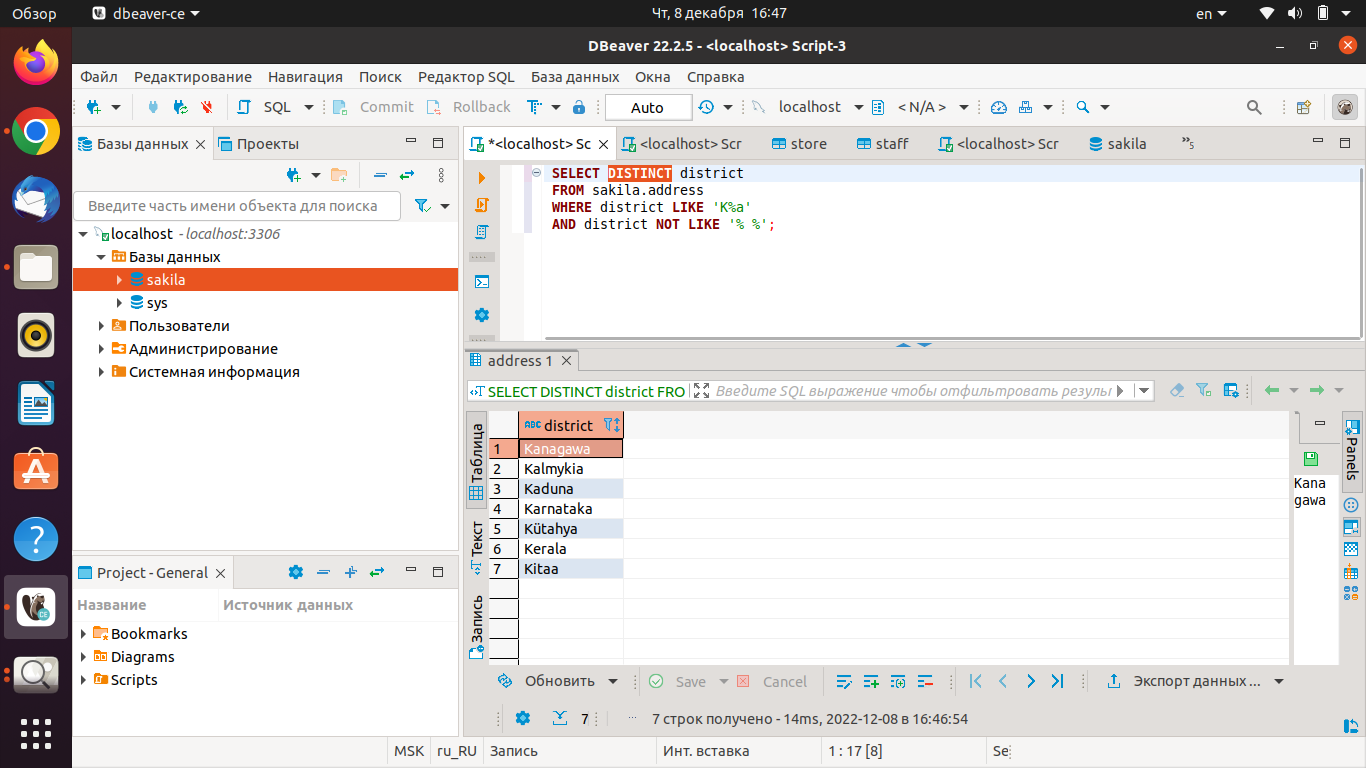 Обзор
dbeaver-ce
Чт, 8 декабря 16:47
en
DBeaver 22.2.5 - <localhost> Script-3
Файл Редактирование Навигация Поиск Редактор SQL База данных Окна Справка
SQL Commit Rollback Auto localhost < N/A >
Базы данных Проекты
Введите часть имени объекта для поиска
localhost - localhost:3306
Базы данных
sakila
sys
Пользователи
Администрирование
Системная информация
Project - General
Название Источник данных
Bookmarks
Diagrams
Scripts
*<localhost> Sc <localhost> Scr store staff <localhost> Scr sakila »5
SELECT DISTINCT district
FROM sakila.address
WHERE district LIKE 'K%a'
AND district NOT LIKE '% %';
address 1
SELECT DISTINCT district FRO Введите SQL выражение чтобы отфильтровать резуль
Таблица
Текст
Запись
ABC district
1 Kanagawa
2 Kalmykia
3 Kaduna
4 Karnataka
5 Kütahya
6 Kerala
7 Kitaa
Kana
gawa
Panels
Обновить Save Cancel Экспорт данных ...
7 7 строк получено - 14ms, 2022-12-08 в 16:46:54
MSK ru_RU Запись Инт. вставка 1 : 17 [8] Se
CE